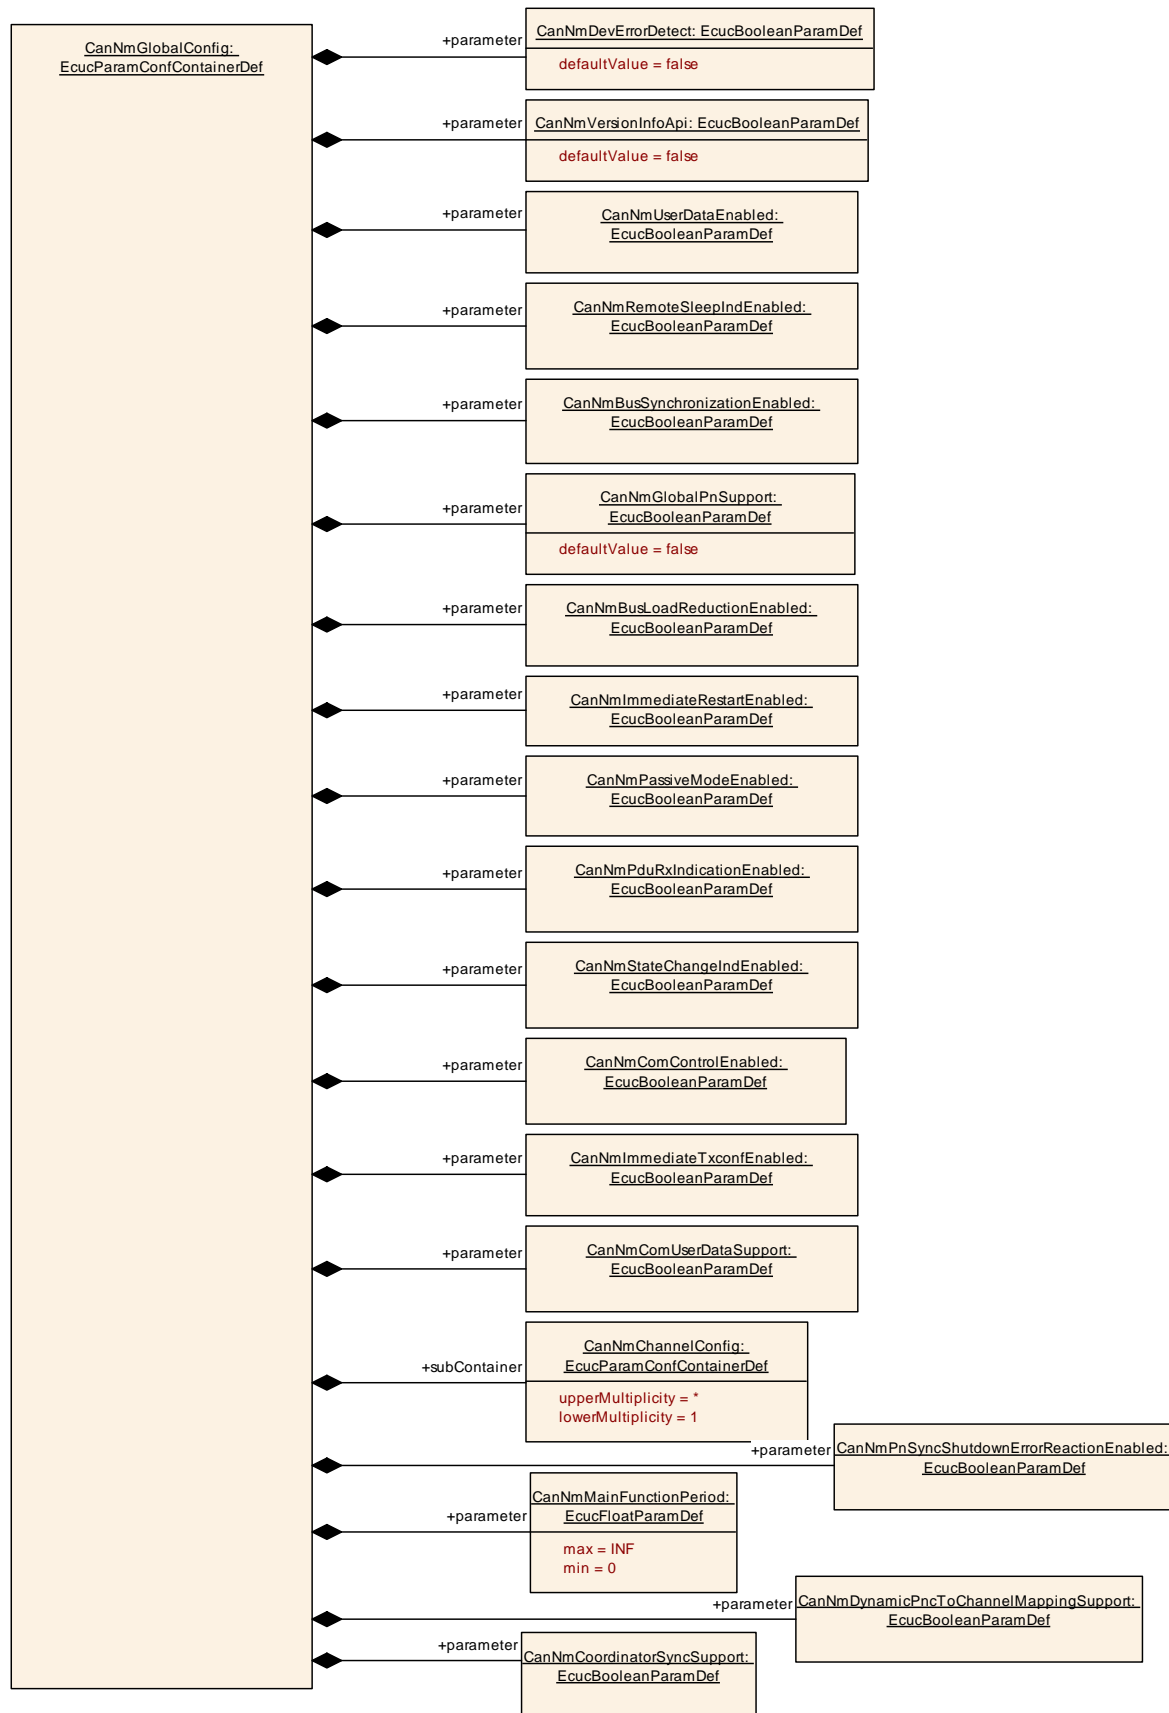 CanNmGlobalConfig:
EcucParamConfContainerDef
+parameter
CanNmDevErrorDetect: EcucBooleanParamDef
defaultValue = false
+parameter
CanNmVersionInfoApi: EcucBooleanParamDef
defaultValue = false
+parameter
CanNmUserDataEnabled:
EcucBooleanParamDef
+parameter
CanNmRemoteSleepIndEnabled:
EcucBooleanParamDef
+parameter
CanNmBusSynchronizationEnabled:
EcucBooleanParamDef
+parameter
CanNmGlobalPnSupport:
EcucBooleanParamDef
defaultValue = false
+parameter
CanNmBusLoadReductionEnabled:
EcucBooleanParamDef
+parameter
CanNmImmediateRestartEnabled:
EcucBooleanParamDef
+parameter
CanNmPassiveModeEnabled:
EcucBooleanParamDef
+parameter
CanNmPduRxIndicationEnabled:
EcucBooleanParamDef
+parameter
CanNmStateChangeIndEnabled:
EcucBooleanParamDef
+parameter
CanNmComControlEnabled:
EcucBooleanParamDef
+parameter
CanNmImmediateTxconfEnabled:
EcucBooleanParamDef
+parameter
CanNmComUserDataSupport:
EcucBooleanParamDef
+subContainer
CanNmChannelConfig:
EcucParamConfContainerDef
upperMultiplicity = *
lowerMultiplicity = 1
+parameter
CanNmPnSyncShutdownErrorReactionEnabled:
EcucBooleanParamDef
+parameter
CanNmMainFunctionPeriod:
EcucFloatParamDef
max = INF
min = 0
+parameter
CanNmDynamicPncToChannelMappingSupport:
EcucBooleanParamDef
+parameter
CanNmCoordinatorSyncSupport:
EcucBooleanParamDef